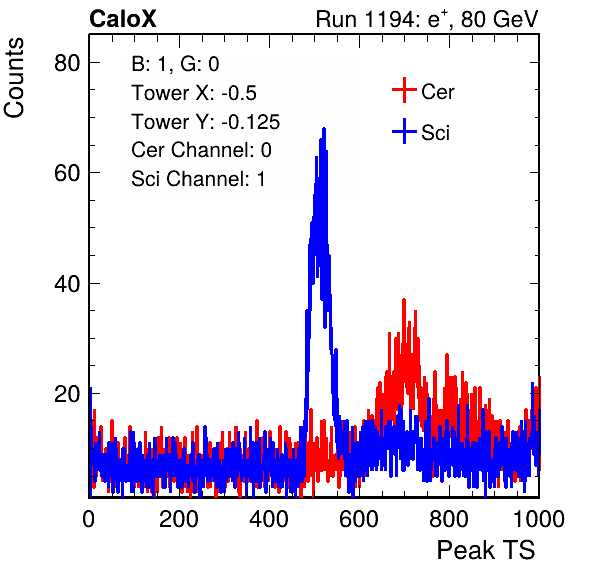 CaloX Run 1194: e+, 80 GeV
Counts
B: 1, G: 0
Tower X: -0.5
Tower Y: -0.125
Cer Channel: 0
Sci Channel: 1
Cer
Sci
80
60
40
20
0 200 400 600 800 1000
Peak TS